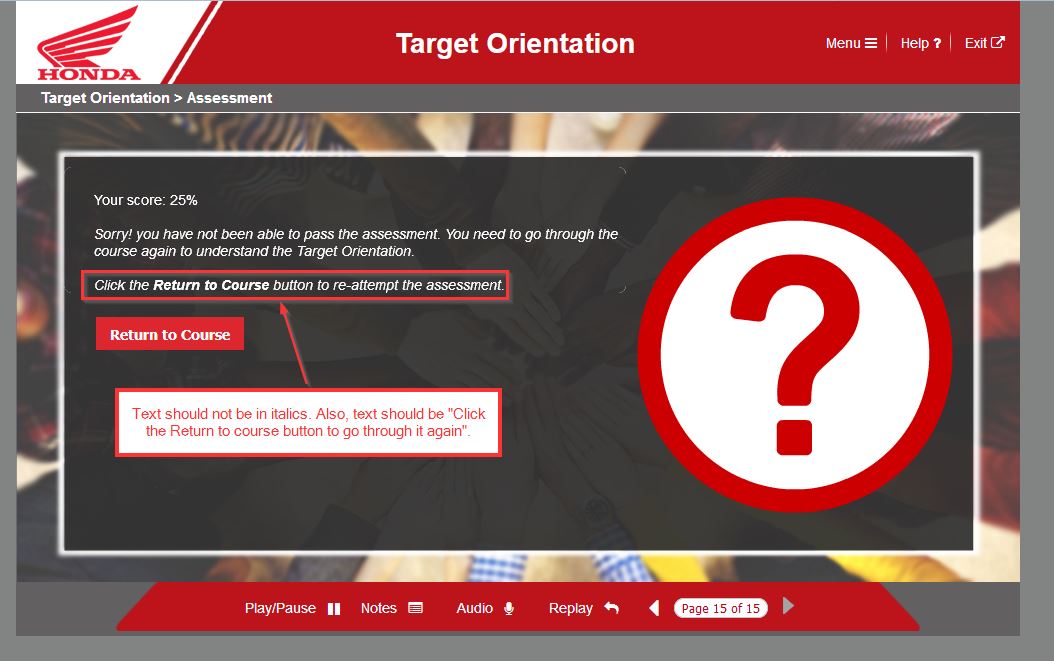 HONDA
Target Orientation
Menu
Help ?
Exit
Target Orientation > Assessment
Your score: 25%
Sorry! you have not been able to pass the assessment. You need to go through the
course again to understand the Target Orientation.
Click the Return to Course button to re-attempt the assessment.
Return to Course
Text should not be in italics. Also, text should be "Click
the Return to course button to go through it again".
?
Play/Pause
Notes
Audio
Replay
Page 15 of 15